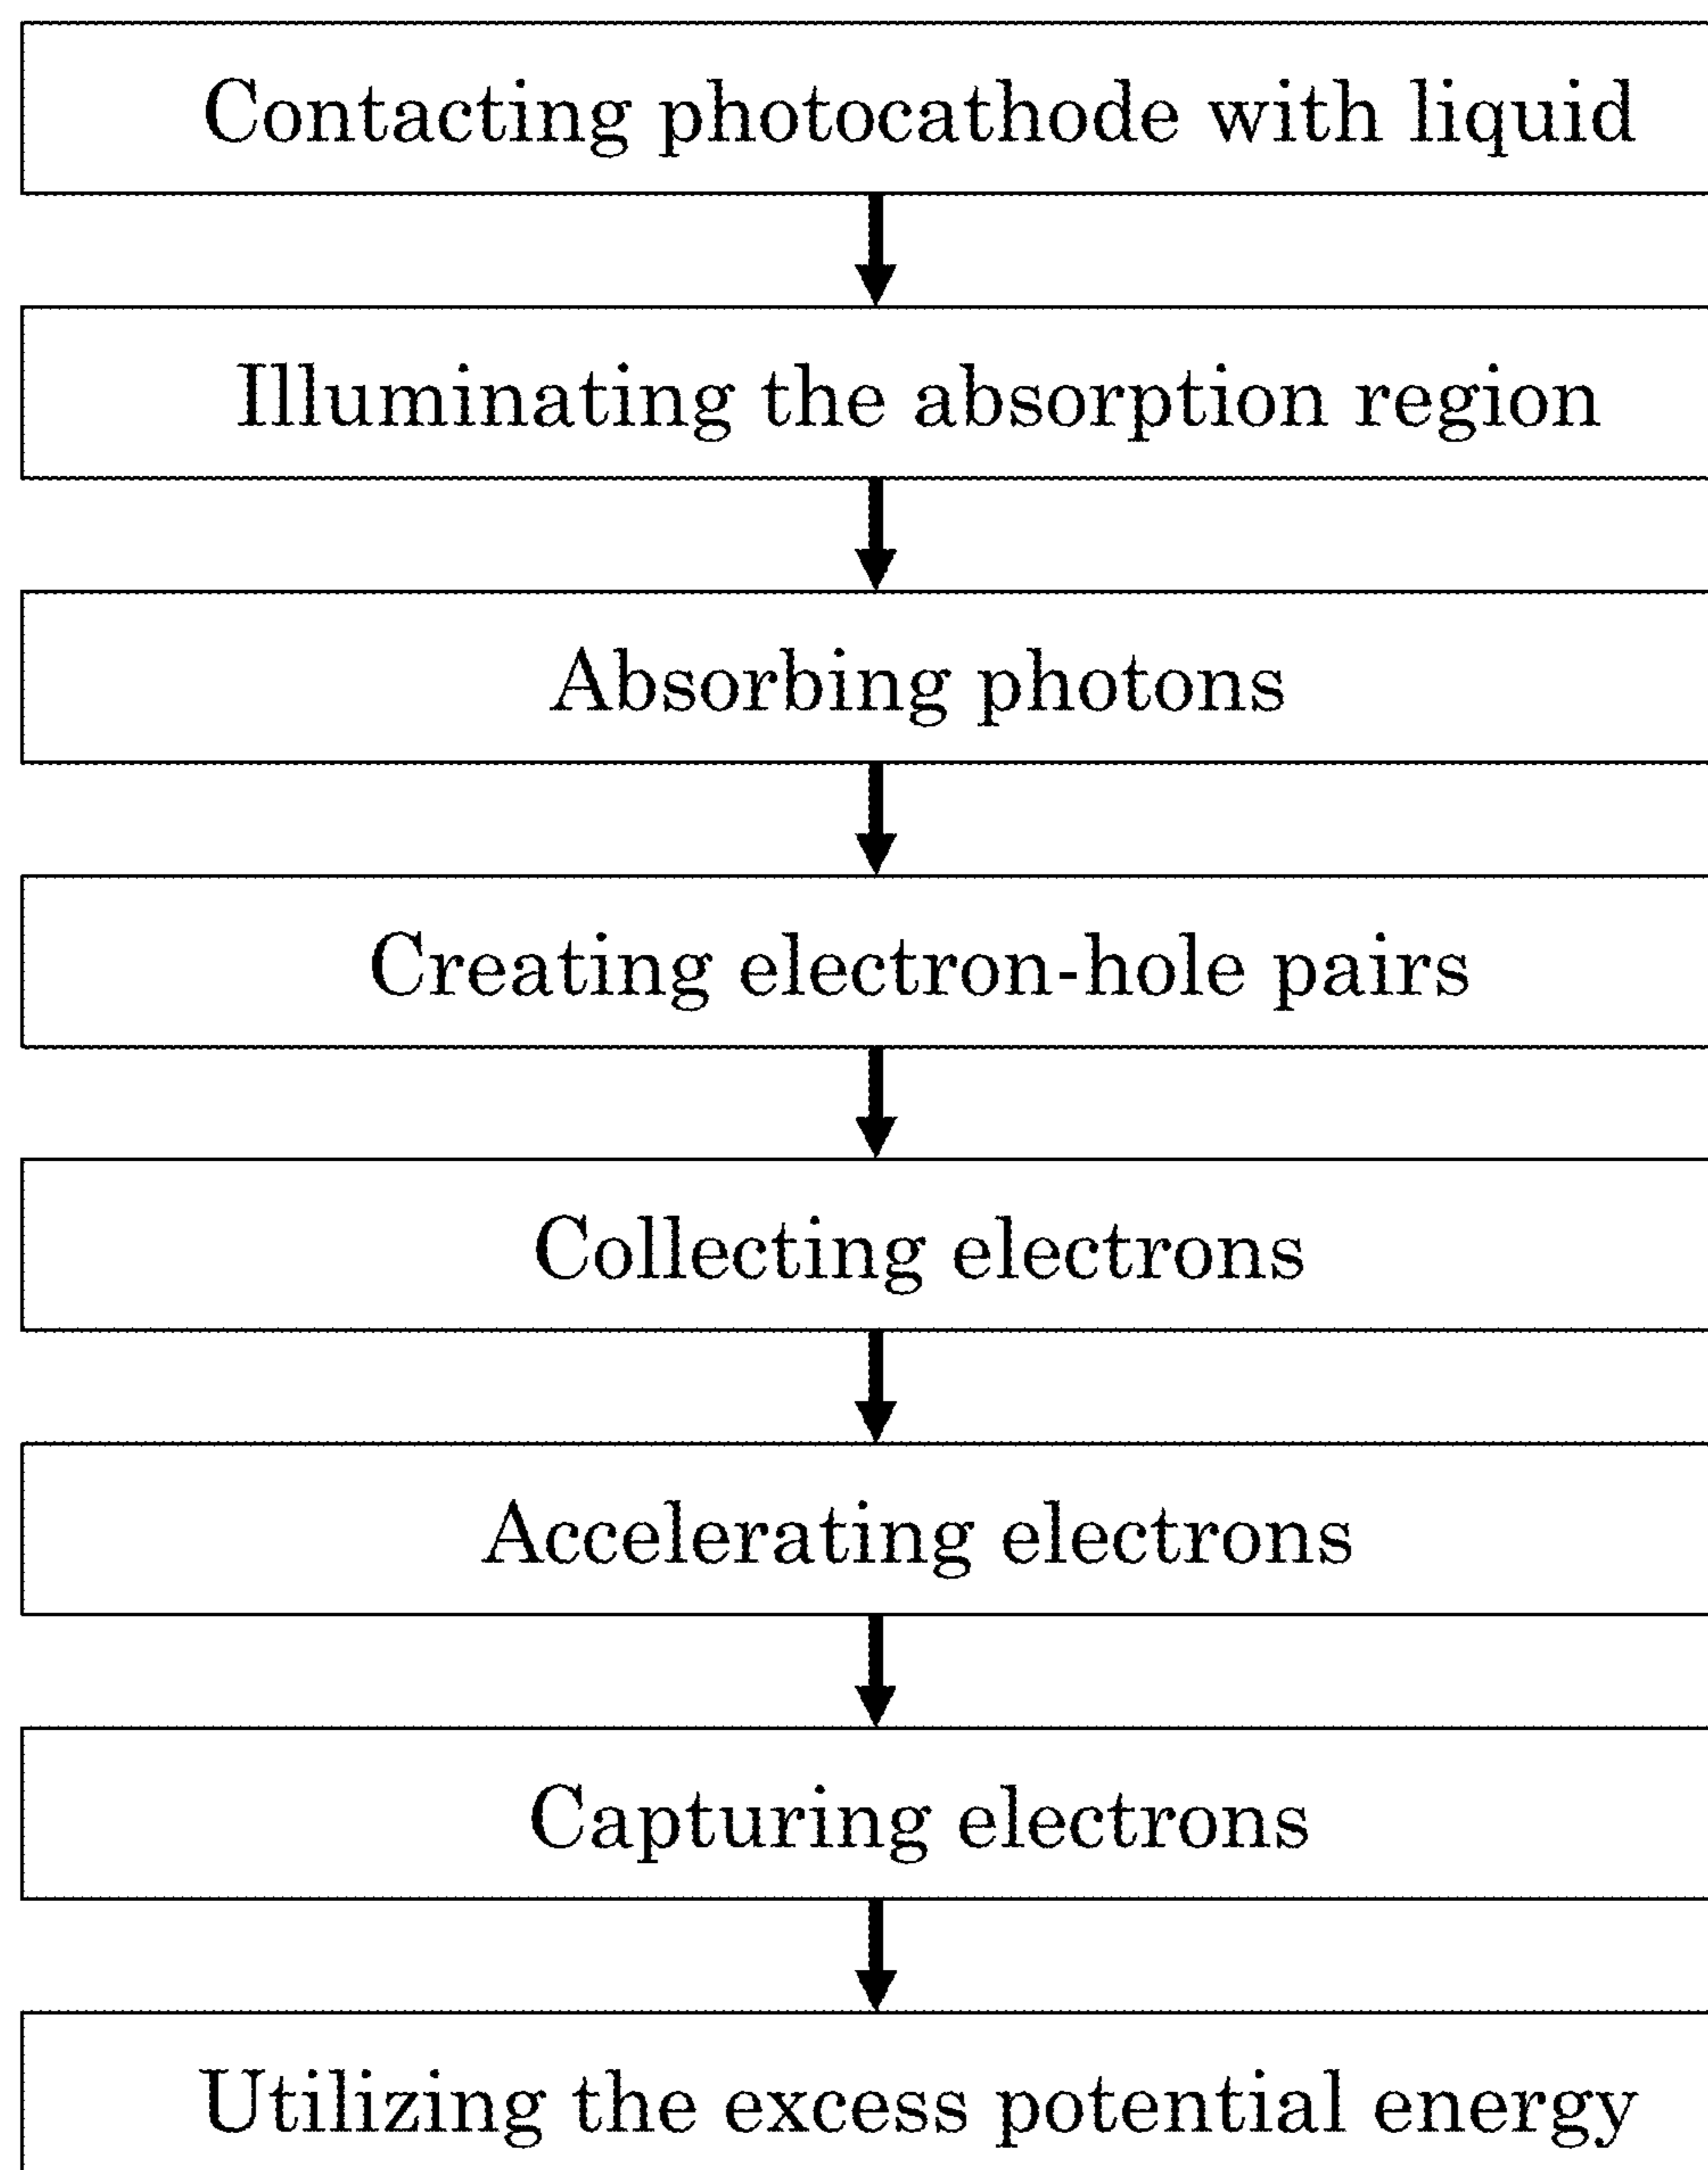 Contacting photocathode with liquid
Illuminating the absorption region
Absorbing photons
Creating electron-hole pairs
Collecting electrons
Accelerating electrons
Capturing electrons
Utilizing the excess potential energy